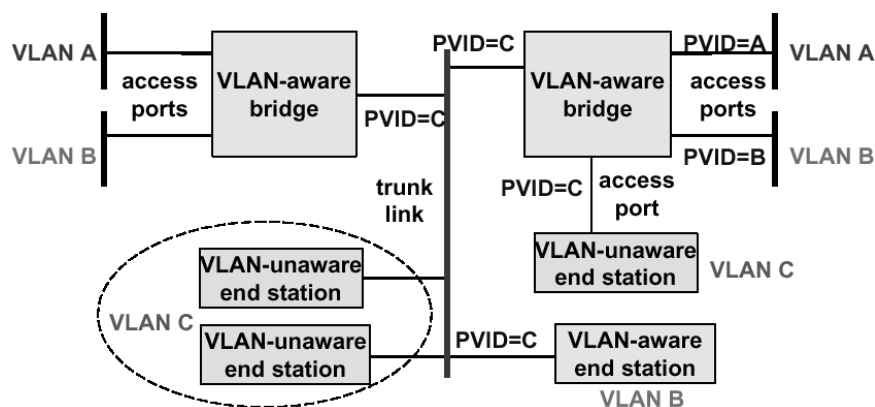 VLAN A
access
ports
VLAN B
VLAN-aware
bridge
PVID=C
PVID=C
trunk
link
VLAN-aware
bridge
PVID=A
access
ports
PVID=B
VLAN A
VLAN B
PVID=C
access
port
VLAN-unaware
end station
VLAN C
VLAN C
VLAN-unaware
end station
VLAN-unaware
end station
PVID=C
VLAN-aware
end station
VLAN B